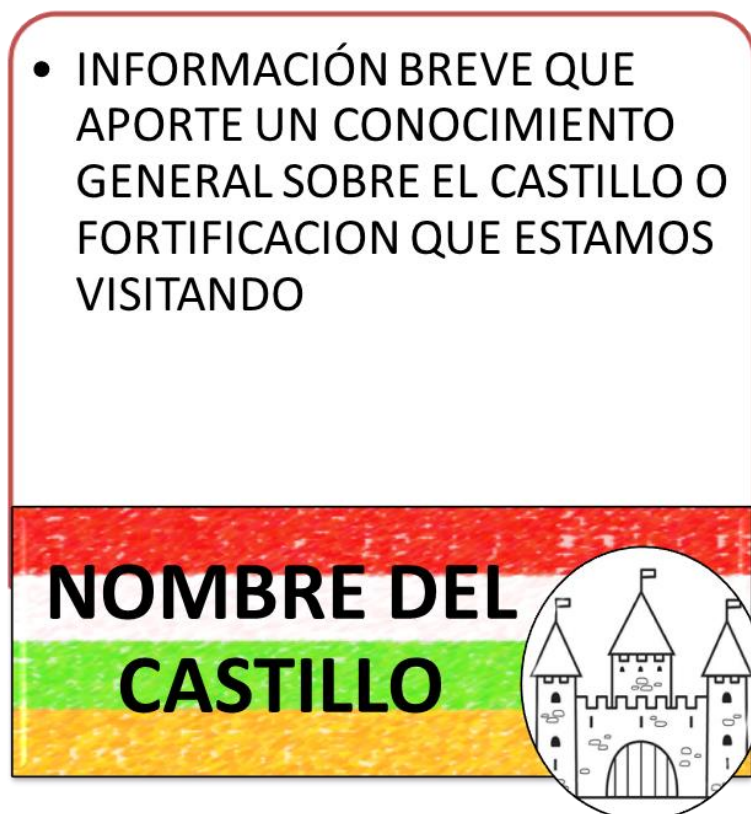 • INFORMACIÓN BREVE QUE
APORTE UN CONOCIMIENTO
GENERAL SOBRE EL CASTILLO O
FORTIFICACION QUE ESTAMOS
VISITANDO
NOMBRE DEL
CASTILLO